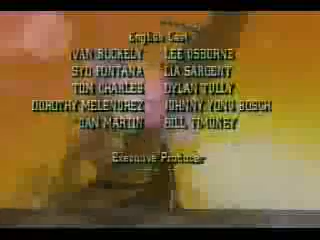 English Cast
IVAN BUCKELY LEE OSBORNE
SYD FONTANA LIA SARGENT
TOM CHARLES DYLAN TULLY
DOROTHY MELENDREZ JOHNNY YONG BOSCH
DAN MARTIN BILL TIMONEY
Executive Producer